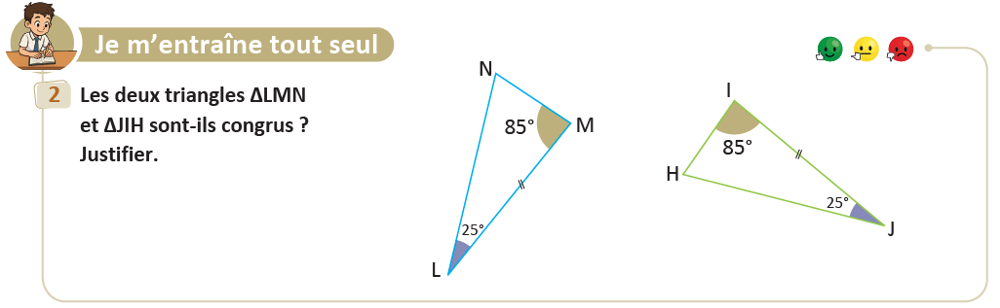 Je m’entraîne tout seul
2 Les deux triangles ΔLMN
et ΔJIH sont-ils congrus ?
Justifier.
N
85°
M
25°
L
I
85°
H
25°
J